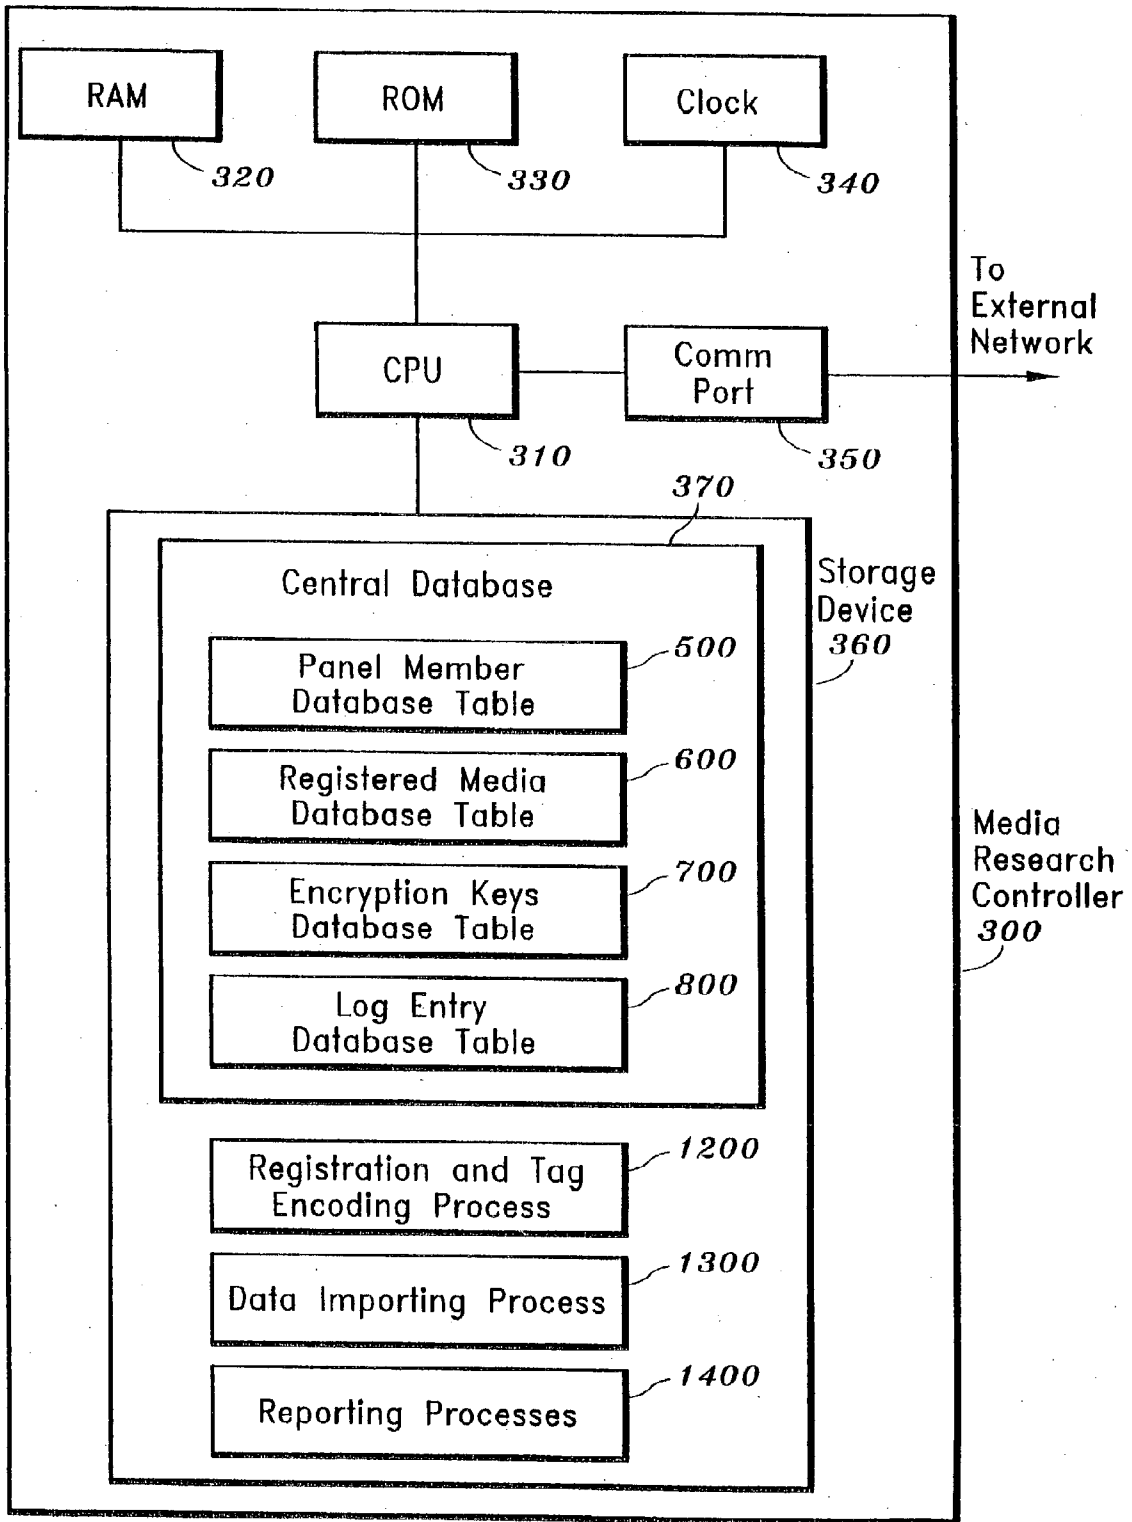 RAM
ROM
Clock
320
330
340
To
External
Network
CPU
Comm
Port
310
350
370
Central Database
Storage
Device
360
Panel Member
Database Table
500
Registered Media
Database Table
600
Encryption Keys
Database Table
700
Log Entry
Database Table
800
Media
Research
Controller
300
Registration and Tag
Encoding Process
1200
Data Importing Process
1300
Reporting Processes
1400